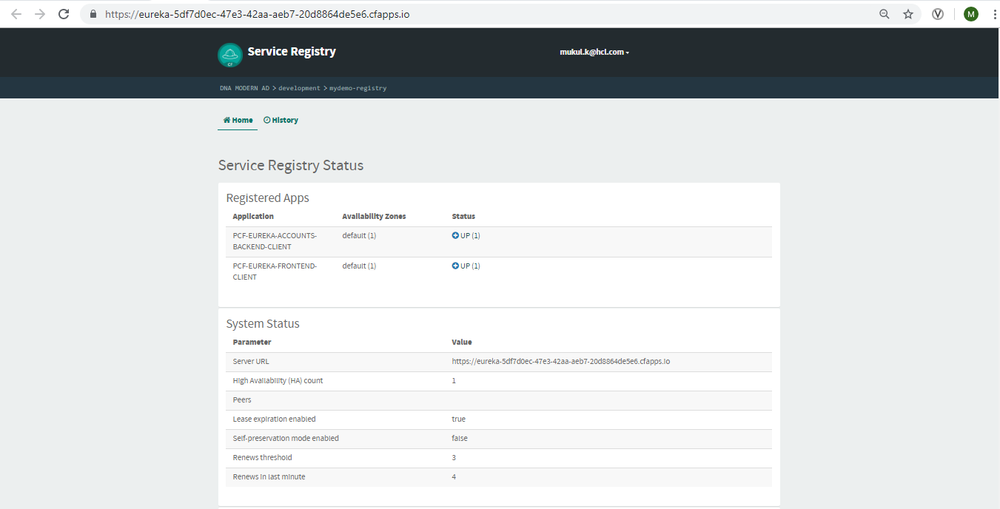 https://eureka-5df7d0ec-47e3-42aa-aeb7-20d8864de5e6.cfapps.io
M
CF
Service Registry
mukul.k@hcl.com
DNA MODERN AD > development > mydemo-registry
Home
History
Service Registry Status
Registered Apps
Application Availability Zones Status
PCF-EUREKA-ACCOUNTS- default (1) UP (1)
BACKEND-CLIENT
PCF-EUREKA-FRONTEND- default (1) UP (1)
CLIENT
System Status
Parameter Value
Server URL https://eureka-5df7d0ec-47e3-42aa-aeb7-20d8864de5e6.cfapps.io
High Availability (HA) count 1
Peers
Lease expiration enabled true
Self-preservation mode enabled false
Renews threshold 3
Renews in last minute 4